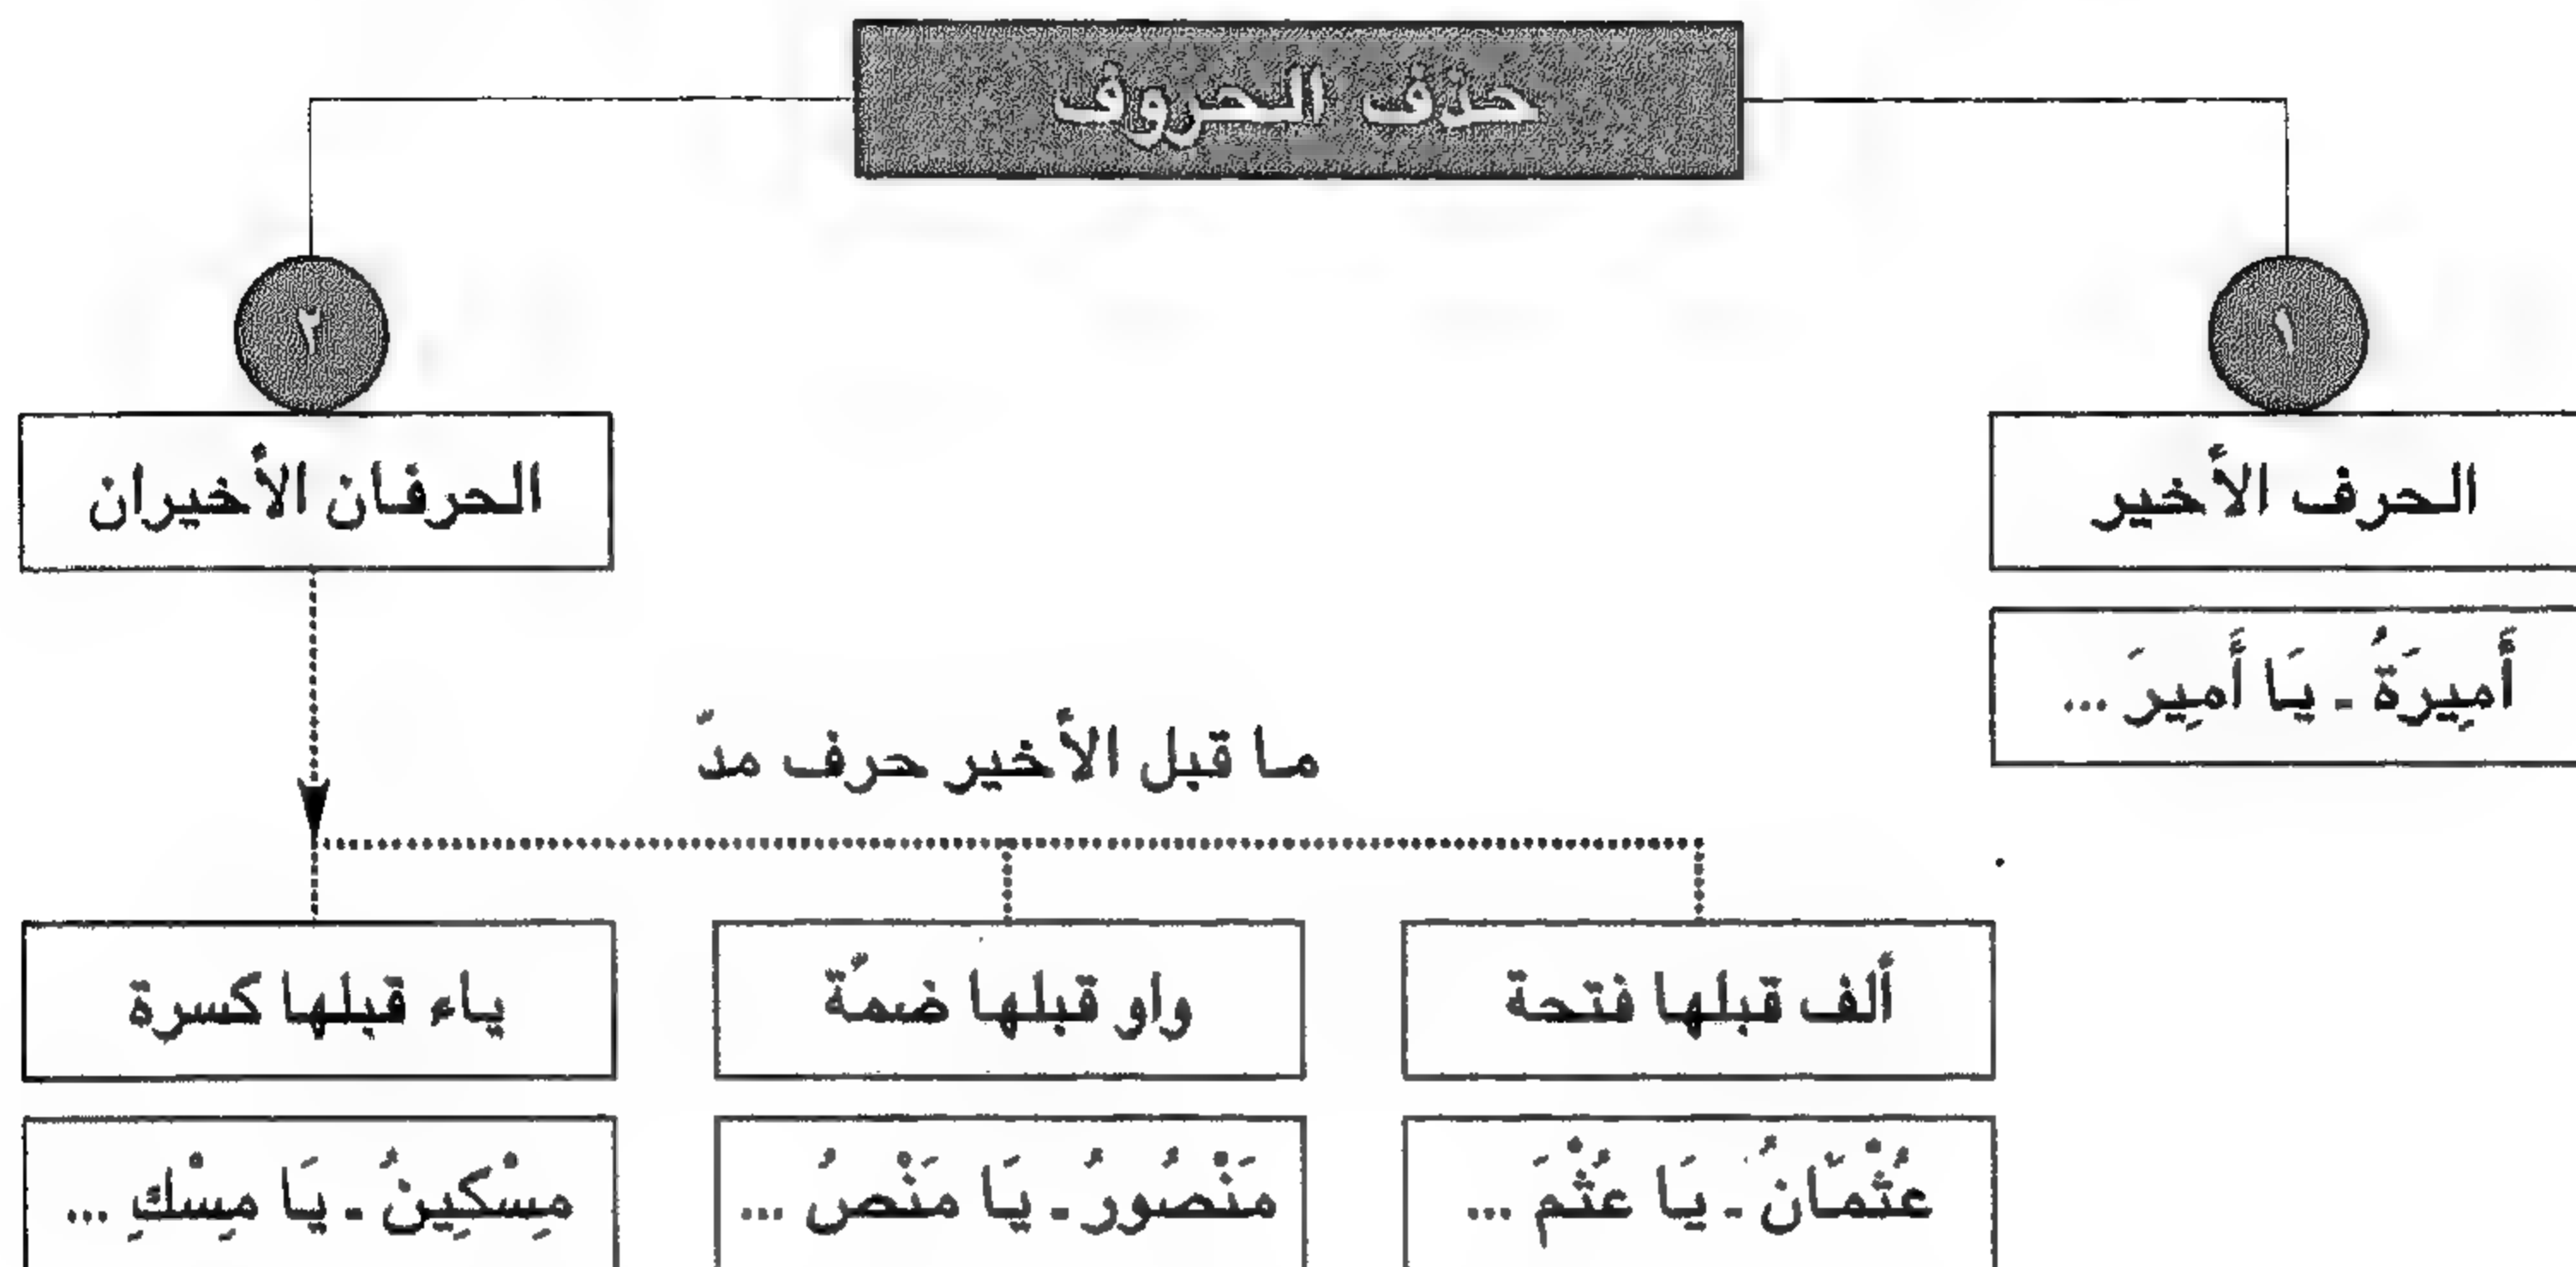 حذف الحروف
١
٢
الحرف الأخير
الحرفان الأخيران
أَمِيرَةُ ـ يَا أَمِيرَ ...
ما قبل الأخير حرف مدّ
ألف قبلها فتحة
واو قبلها ضمّة
ياء قبلها كسرة
عُثْمَانُ ـ يَا عُثْمَ ...
مَنْصُورُ ـ يَا مَنْصُ ...
مِسْكِينُ ـ يَا مِسْكِ ...